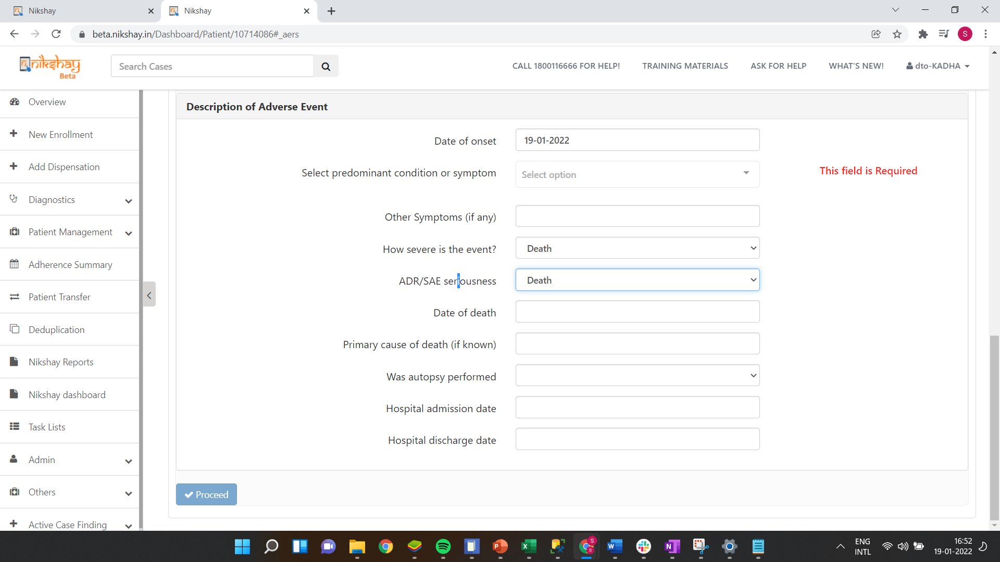 Nikshay
Nikshay
beta.nikshay.in/Dashboard/Patient/10714086#_aers
S
nikshay
Beta
Search Cases
CALL 1800116666 FOR HELP!
TRAINING MATERIALS
ASK FOR HELP
WHAT'S NEW!
dto-KADHA
Overview
New Enrollment
Add Dispensation
Diagnostics
Patient Management
Adherence Summary
Patient Transfer
Deduplication
Nikshay Reports
Nikshay dashboard
Task Lists
Admin
Others
Active Case Finding
Description of Adverse Event
Date of onset
19-01-2022
Select predominant condition or symptom
Select option
This field is Required
Other Symptoms (if any)
How severe is the event?
Death
ADR/SAE seriousness
Death
Date of death
Primary cause of death (if known)
Was autopsy performed
Hospital admission date
Hospital discharge date
Proceed
ENG
INTL
16:52
19-01-2022